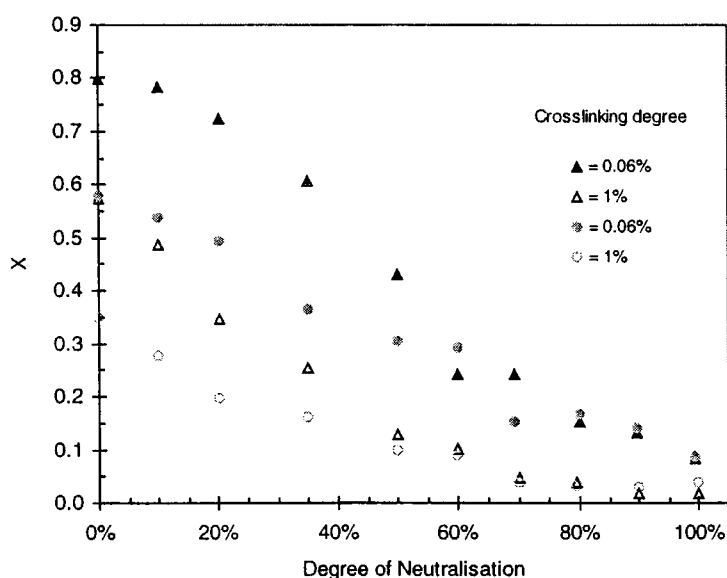 0.9
0.8
0.7
0.6
0.5
0.4
0.3
0.2
0.1
0.0
X
Crosslinking degree
▲ = 0.06%
△ = 1%
● = 0.06%
○ = 1%
0% 20% 40% 60% 80% 100%
Degree of Neutralisation